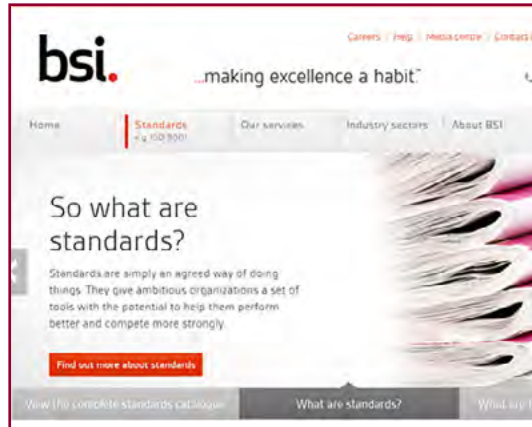 Careers | Help | Media centre | Contact
bsi.
...making excellence a habit.™
Home
Standards
e.g. ISO 9001
Our services
Industry sectors
About BSI
So what are
standards?
Standards are simply an agreed way of doing
things. They give ambitious organizations a set of
tools with the potential to help them perform
better and compete more strongly.
Find out more about standards
View the complete standards catalogue
What are standards?
What are